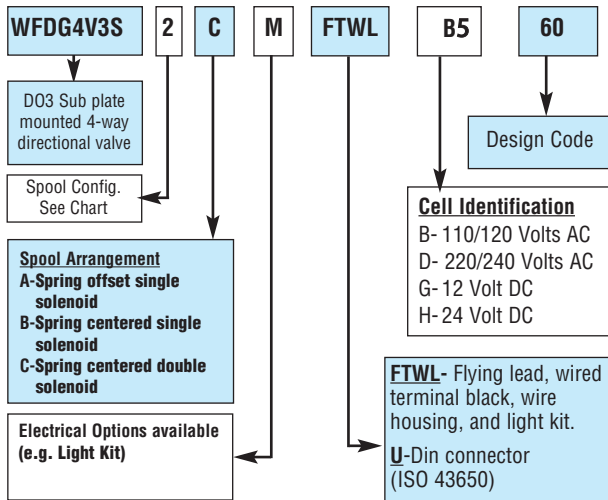 WFDG4V3S 2 C M FTWL B5 60
DO3 Sub plate
mounted 4-way
directional valve
Design Code
Spool Config.
See Chart
Cell Identification
B- 110/120 Volts AC
D- 220/240 Volts AC
G- 12 Volt DC
H- 24 Volt DC
Spool Arrangement
A-Spring offset single
solenoid
B-Spring centered single
solenoid
C-Spring centered double
solenoid
FTWL- Flying lead, wired
terminal black, wire
housing, and light kit.
U-Din connector
(ISO 43650)
Electrical Options available
(e.g. Light Kit)